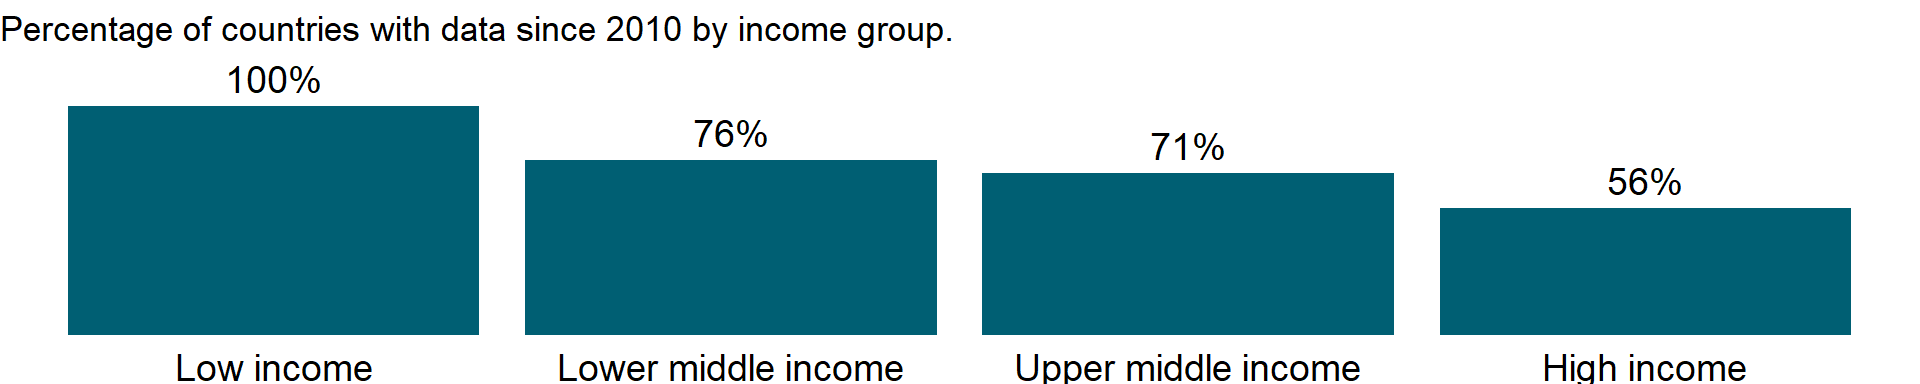 Percentage of countries with data since 2010 by income group.
100%
76%
71%
56%
Low income
Lower middle income
Upper middle income
High income